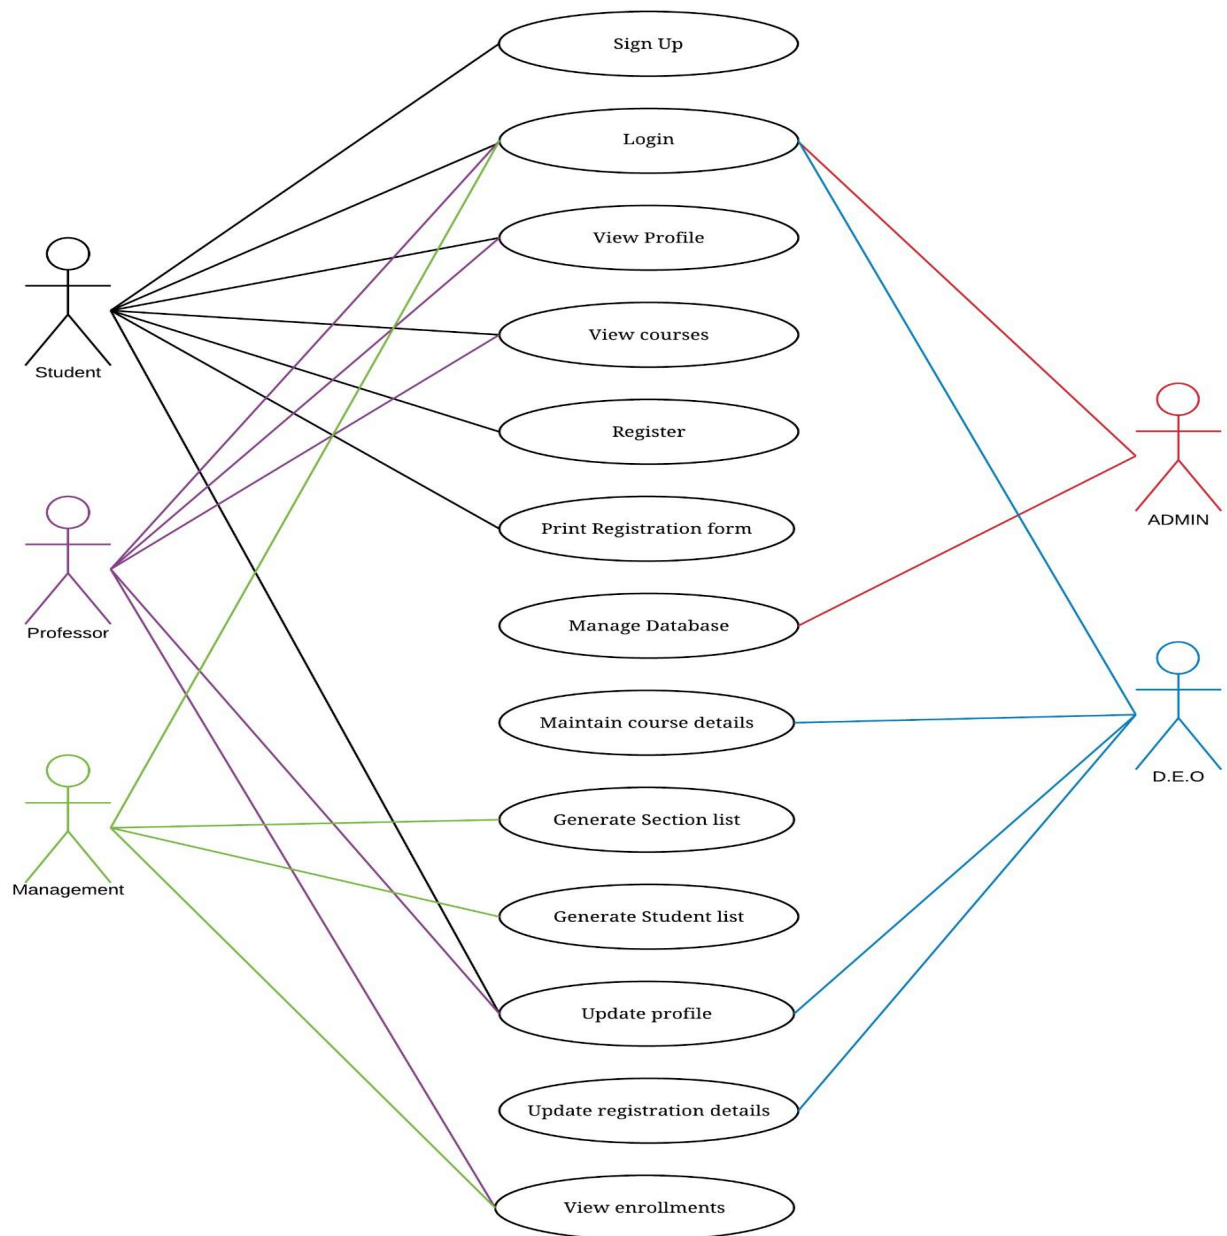 Sign Up
Login
View Profile
View courses
Student
Register
ADMIN
Print Registration form
Professor
Manage Database
Maintain course details
D.E.O
Generate Section list
Management
Generate Student list
Update profile
Update registration details
View enrollments